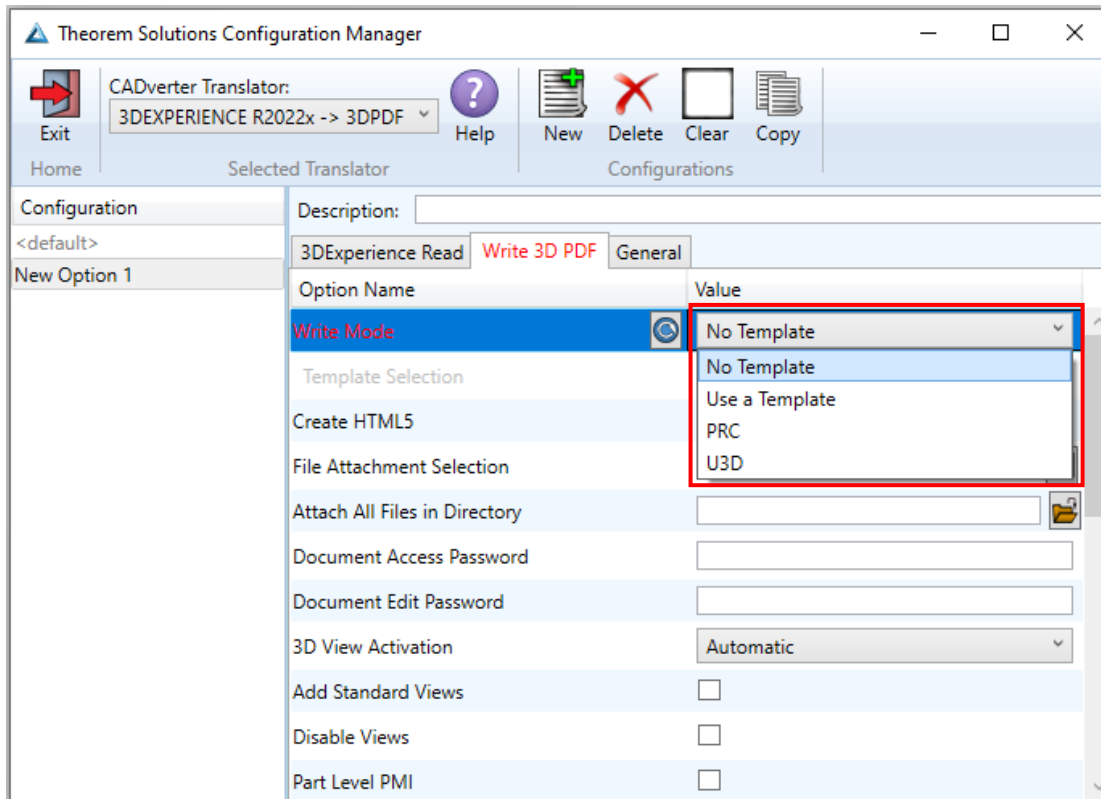 Theorem Solutions Configuration Manager
CADverter Translator:
3DEXPERIENCE R2022x -> 3DPDF
Exit
Help
New
Delete
Clear
Copy
Home
Selected Translator
Configurations
Configuration
Description:
<default>
3DExperience Read
Write 3D PDF
General
New Option 1
Option Name
Value
Write Mode
No Template
Template Selection
No Template
Use a Template
Create HTML5
PRC
File Attachment Selection
U3D
Attach All Files in Directory
Document Access Password
Document Edit Password
3D View Activation
Automatic
Add Standard Views
Disable Views
Part Level PMI